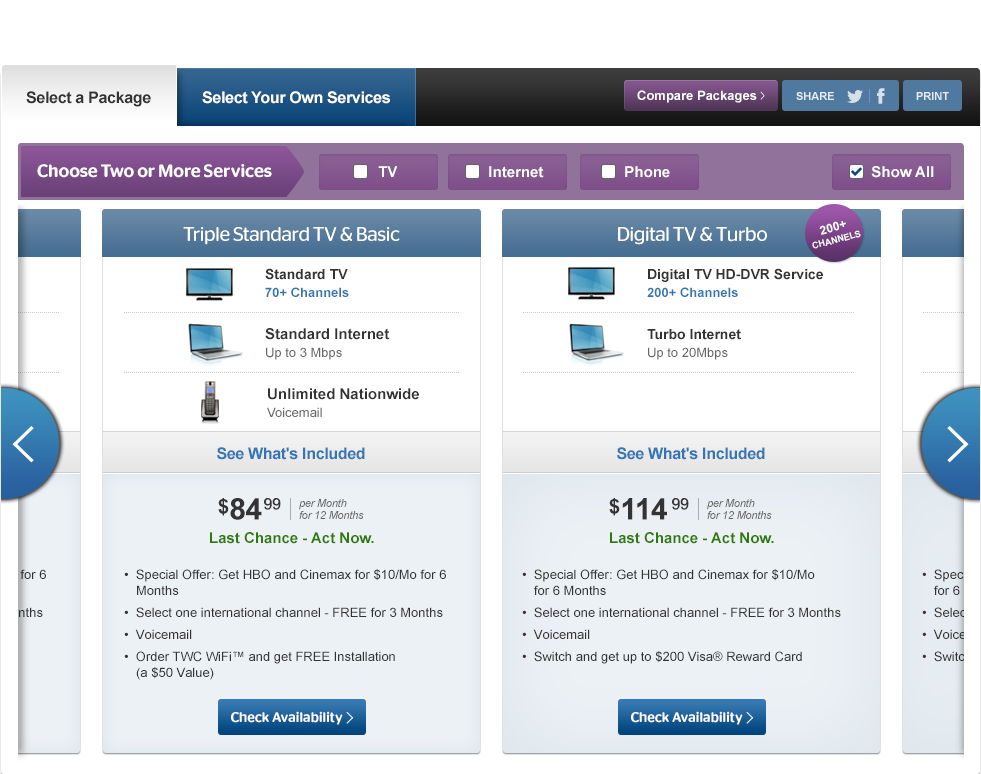 Select a Package
Select Your Own Services
Compare Packages
SHARE
PRINT
Choose Two or More Services
TV
Internet
Phone
Show All
Triple Standard TV & Basic
Standard TV
70+ Channels
Standard Internet
Up to 3 Mbps
Unlimited Nationwide
Voicemail
See What's Included
$84.99
per Month
for 12 Months
Last Chance - Act Now.
• Special Offer: Get HBO and Cinemax for $10/Mo for 6
Months
• Select one international channel - FREE for 3 Months
• Voicemail
• Order TWC WiFi™ and get FREE Installation
(a $50 Value)
Check Availability
Digital TV & Turbo
200+
CHANNELS
Digital TV HD-DVR Service
200+ Channels
Turbo Internet
Up to 20Mbps
See What's Included
$114 99
per Month
for 12 Months
Last Chance - Act Now.
• Special Offer: Get HBO and Cinemax for $10/Mo
for 6 Months
• Select one international channel - FREE for 3 Months
• Voicemail
• Switch and get up to $200 Visa® Reward Card
Check Availability
for 6